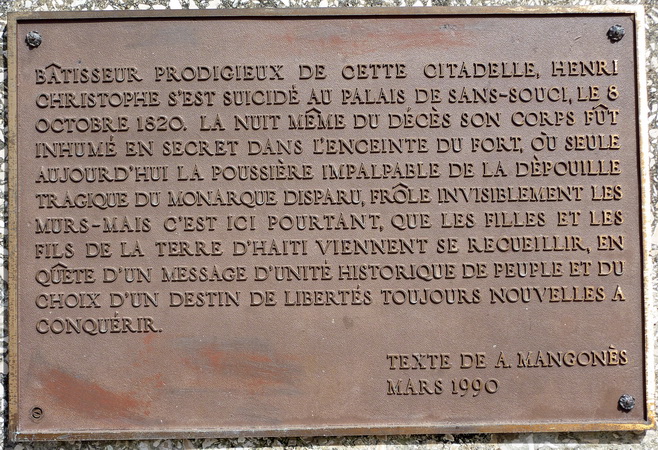 BÂTISSEUR PRODIGIEUX DE CETTE CITADELLE, HENRI
CHRISTOPHE S'EST SUICIDÉ AU PALAIS DE SANS-SOUCI, LE 8
OCTOBRE 1820. LA NUIT MÊME DU DÉCÈS SON CORPS FÛT
INHUMÉ EN SECRET DANS L'ENCEINTE DU FORT, OÙ SEULE
AUJOURD'HUI LA POUSSIÈRE IMPALPABLE DE LA DÈPOUILLE
TRAGIQUE DU MONARQUE DISPARU, FRÔLE INVISIBLEMENT LES
MURS-MAIS C'EST ICI POURTANT, QUE LES FILLES ET LES
FILS DE LA TERRE D'HAITI VIENNENT SE RECUEILLIR, EN
QUÊTE D'UN MESSAGE D'UNITÉ HISTORIQUE DE PEUPLE ET DU
CHOIX D'UN DESTIN DE LIBERTÉS TOUJOURS NOUVELLES A
CONQUÉRIR.
TEXTE DE A. MANGONÈS
MARS 1990